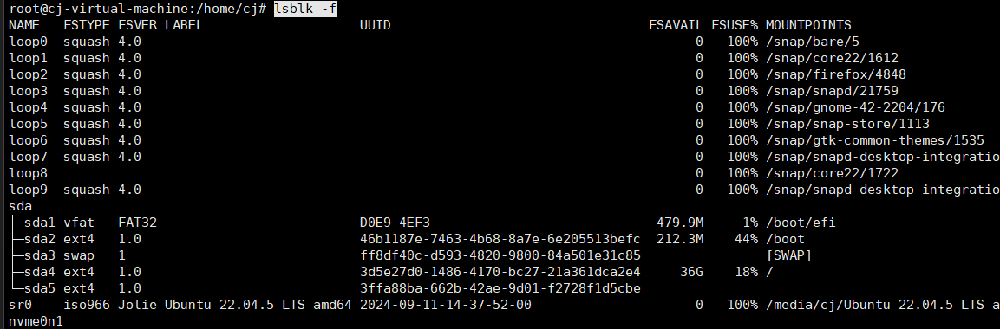 root@cj-virtual-machine:/home/cj# lsblk -f
NAME   FSTYPE FSVER LABEL                    UUID                                 FSAVAIL FSUSE% MOUNTPOINTS
loop0  squash 4.0                                                                       0   100% /snap/bare/5
loop1  squash 4.0                                                                       0   100% /snap/core22/1612
loop2  squash 4.0                                                                       0   100% /snap/firefox/4848
loop3  squash 4.0                                                                       0   100% /snap/snapd/21759
loop4  squash 4.0                                                                       0   100% /snap/gnome-42-2204/176
loop5  squash 4.0                                                                       0   100% /snap/snap-store/1113
loop6  squash 4.0                                                                       0   100% /snap/gtk-common-themes/1535
loop7  squash 4.0                                                                       0   100% /snap/snapd-desktop-integratio
loop8                                                                                   0   100% /snap/core22/1722
loop9  squash 4.0                                                                       0   100% /snap/snapd-desktop-integratio
sda
├─sda1 vfat   FAT32                          D0E9-4EF3                             479.9M     1% /boot/efi
├─sda2 ext4   1.0                            46b1187e-7463-4b68-8a7e-6e205513befc  212.3M    44% /boot
├─sda3 swap   1                              ff8df40c-d593-4820-9800-84a501e31c85                [SWAP]
├─sda4 ext4   1.0                            3d5e27d0-1486-4170-bc27-21a361dca2e4     36G    18% /
└─sda5 ext4   1.0                            3ffa88ba-662b-42ae-9d01-f2728f1d5cbe
sr0    iso966 Jolie Ubuntu 22.04.5 LTS amd64 2024-09-11-14-37-52-00                     0   100% /media/cj/Ubuntu 22.04.5 LTS a
nvme0n1